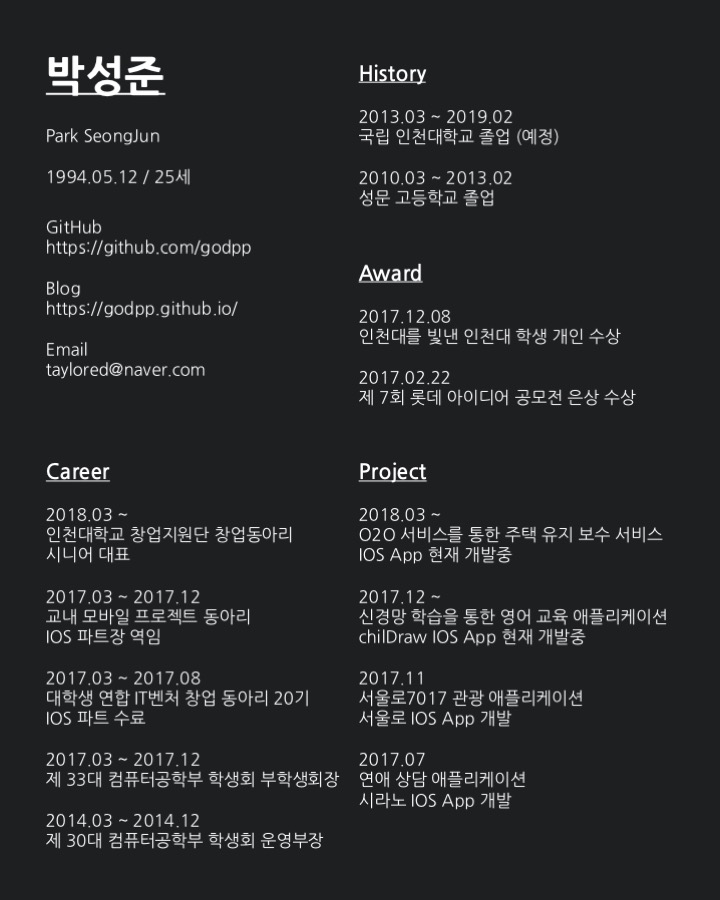 박성준
Park SeongJun
1994.05.12 / 25세
GitHub
https://github.com/godpp
Blog
https://godpp.github.io/
Email
taylored@naver.com
History
2013.03 ~ 2019.02
국립 인천대학교 졸업 (예정)
2010.03 ~ 2013.02
성문 고등학교 졸업
Award
2017.12.08
인천대를 빛낸 인천대 학생 개인 수상
2017.02.22
제 7회 롯데 아이디어 공모전 은상 수상
Career
2018.03 ~
인천대학교 창업지원단 창업동아리
시니어 대표
2017.03 ~ 2017.12
교내 모바일 프로젝트 동아리
IOS 파트장 역임
2017.03 ~ 2017.08
대학생 연합 IT벤처 창업 동아리 20기
IOS 파트 수료
2017.03 ~ 2017.12
제 33대 컴퓨터공학부 학생회 부학생회장
2014.03 ~ 2014.12
제 30대 컴퓨터공학부 학생회 운영부장
Project
2018.03 ~
O2O 서비스를 통한 주택 유지 보수 서비스
IOS App 현재 개발중
2017.12 ~
신경망 학습을 통한 영어 교육 애플리케이션
chilDraw IOS App 현재 개발중
2017.11
서울로7017 관광 애플리케이션
서울로 IOS App 개발
2017.07
연애 상담 애플리케이션
시라노 IOS App 개발